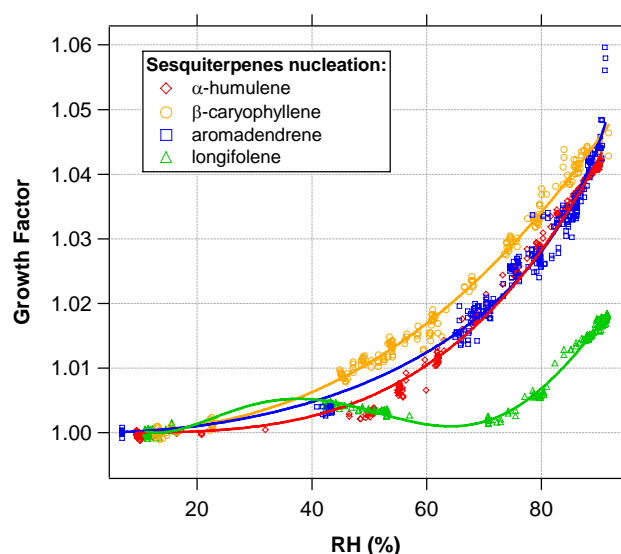 1.06
1.05
1.04
1.03
1.02
1.01
1.00
Growth Factor
Sesquiterpenes nucleation:
α-humulene
β-caryophyllene
aromadendrene
longifolene
20 40 60 80
RH (%)